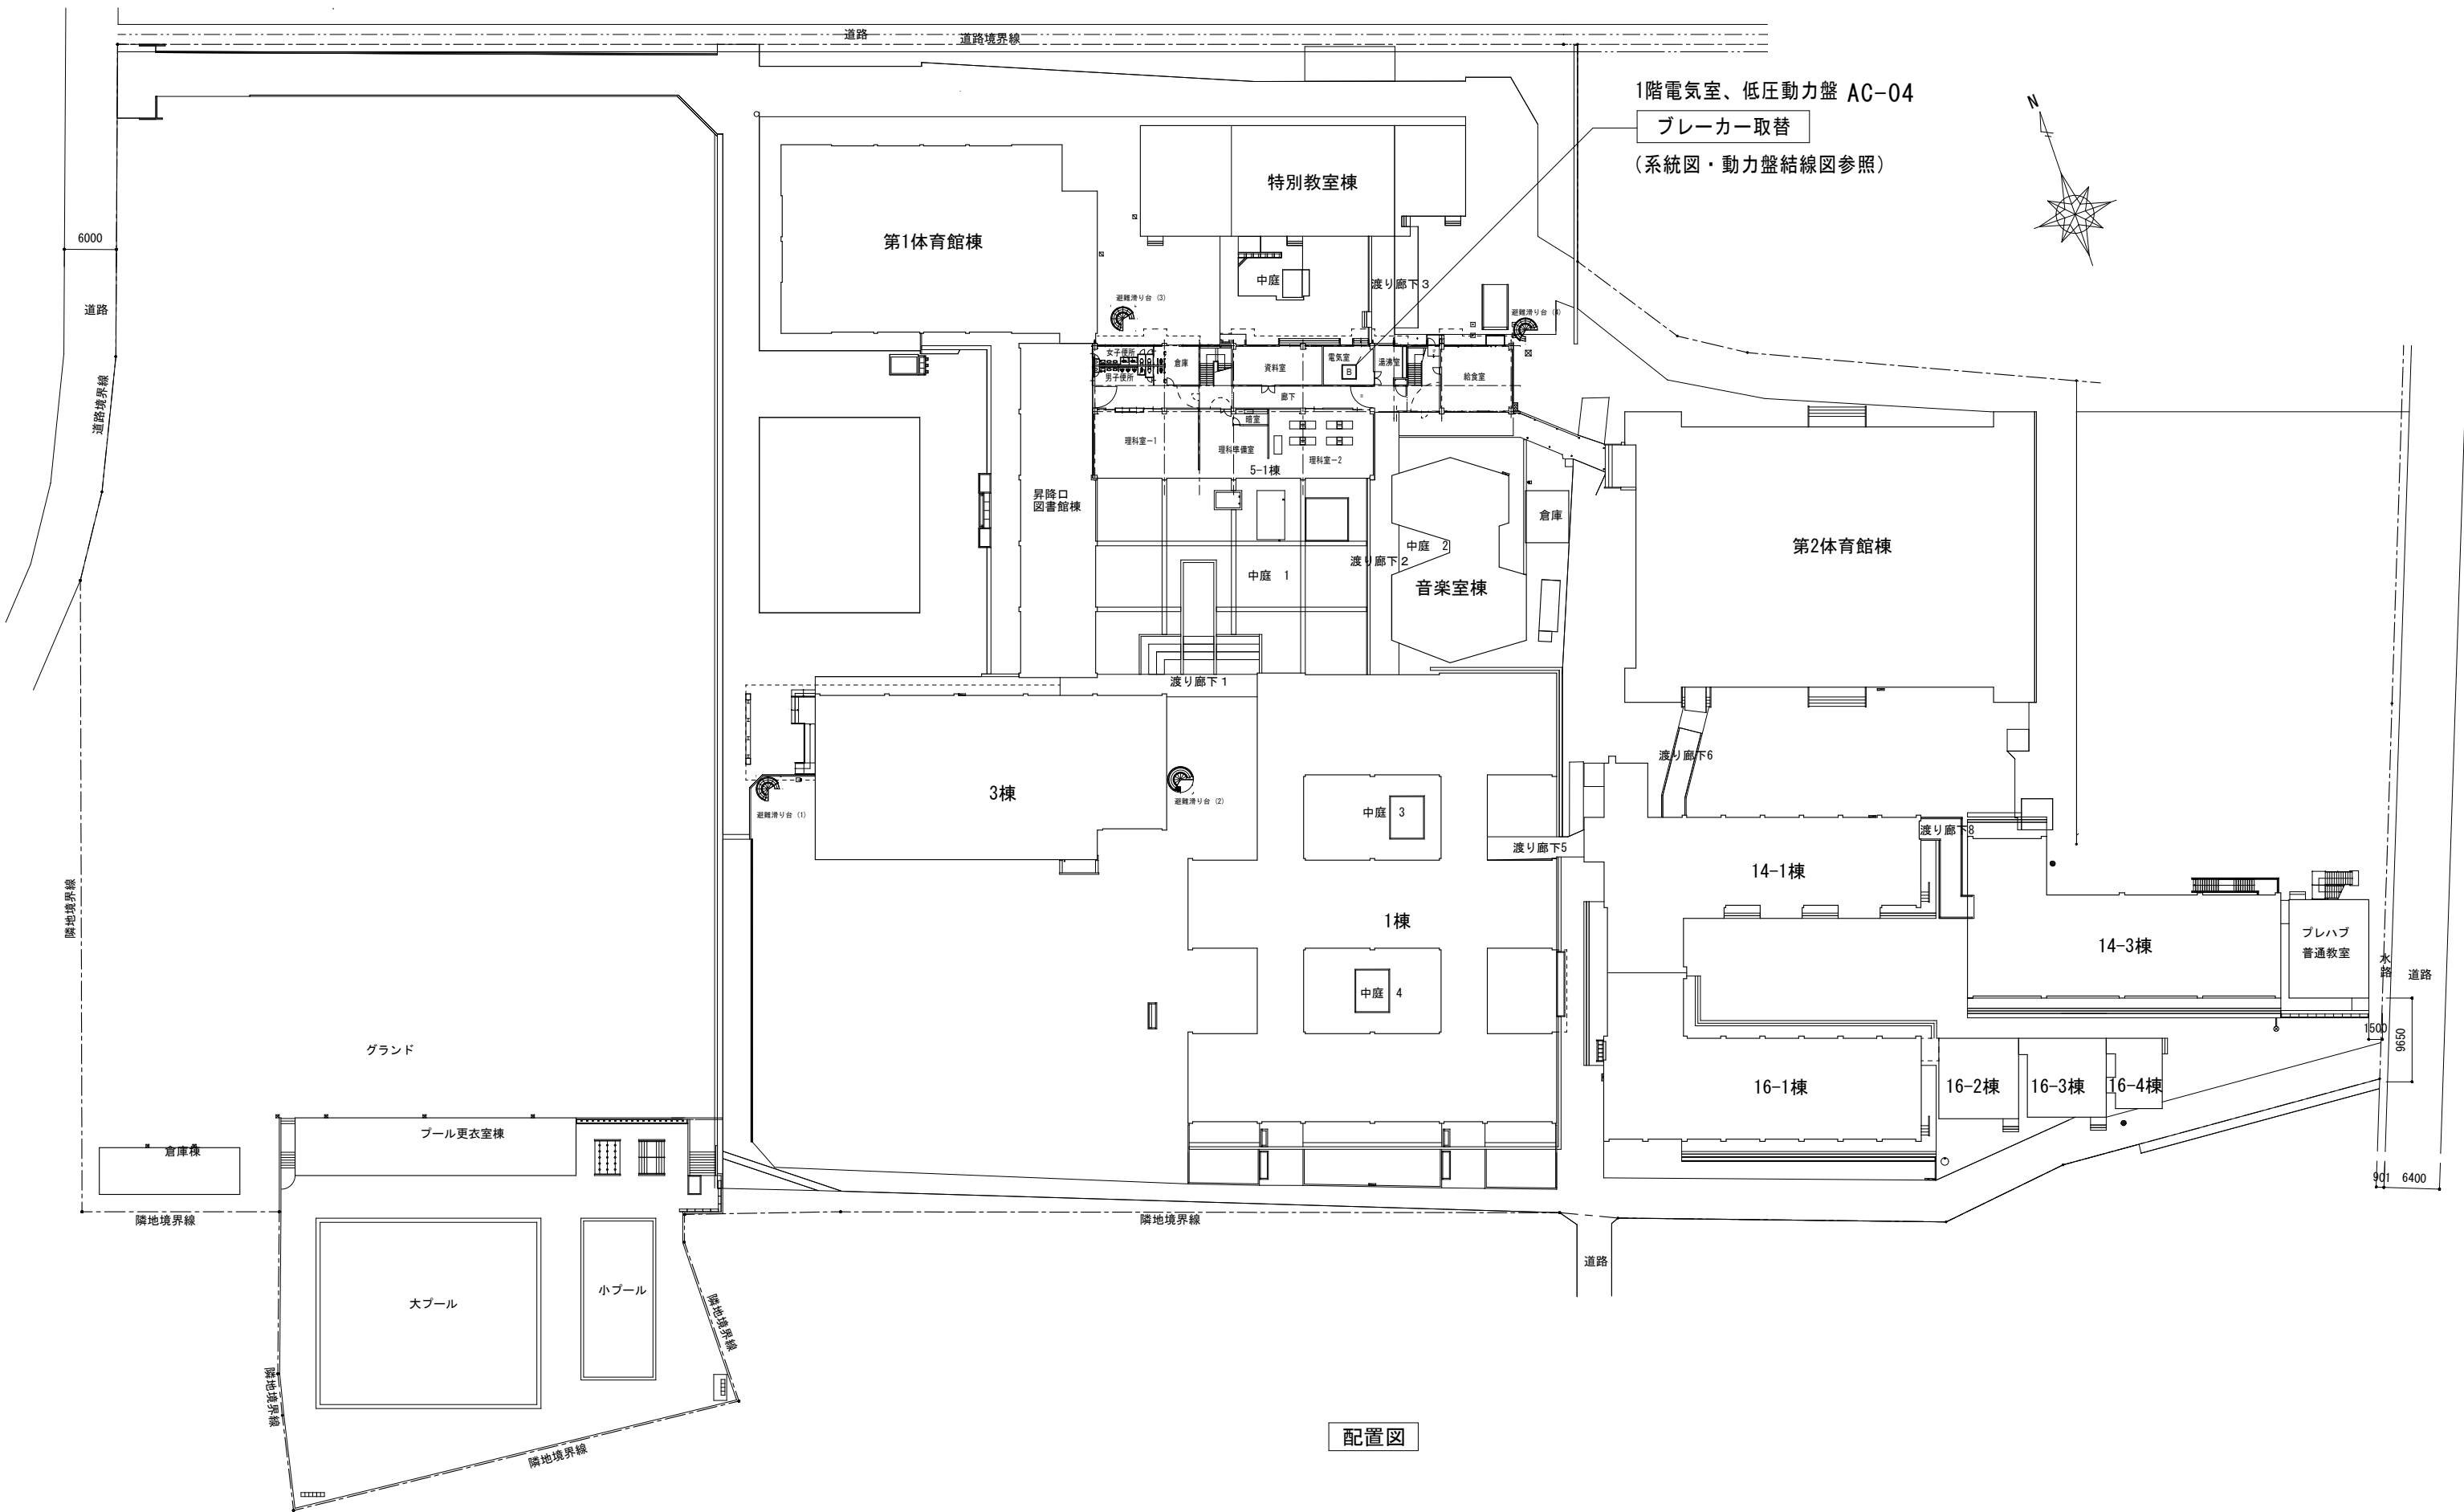 道路
道路境界線
1階電気室、低圧動力盤 AC-04
ブレーカー取替
(系統図・動力盤結線図参照)
N
特別教室棟
第1体育館棟
6000
中庭
渡り廊下3
道路
避難滑り台 (3)
避難滑り台 (4)
女子便所
倉庫
資料室
電気室
B
湯沸室
給食室
男子便所
廊下
道路境界線
暗室
理科室-1
理科準備室
理科室-2
5-1棟
昇降口
図書館棟
倉庫
中庭 2
第2体育館棟
渡り廊下2
中庭 1
音楽室棟
渡り廊下1
渡り廊下6
3棟
避難滑り台 (2)
避難滑り台 (1)
中庭 3
渡り廊下8
渡り廊下5
14-1棟
隣地境界線
1棟
プレハブ
普通教室
14-3棟
水路
道路
中庭 4
1500
9650
グランド
16-1棟
16-2棟
16-3棟
16-4棟
プール更衣室棟
倉庫棟
901
6400
隣地境界線
隣地境界線
道路
小プール
大プール
隣地境界線
隣地境界線
配置図
隣地境界線